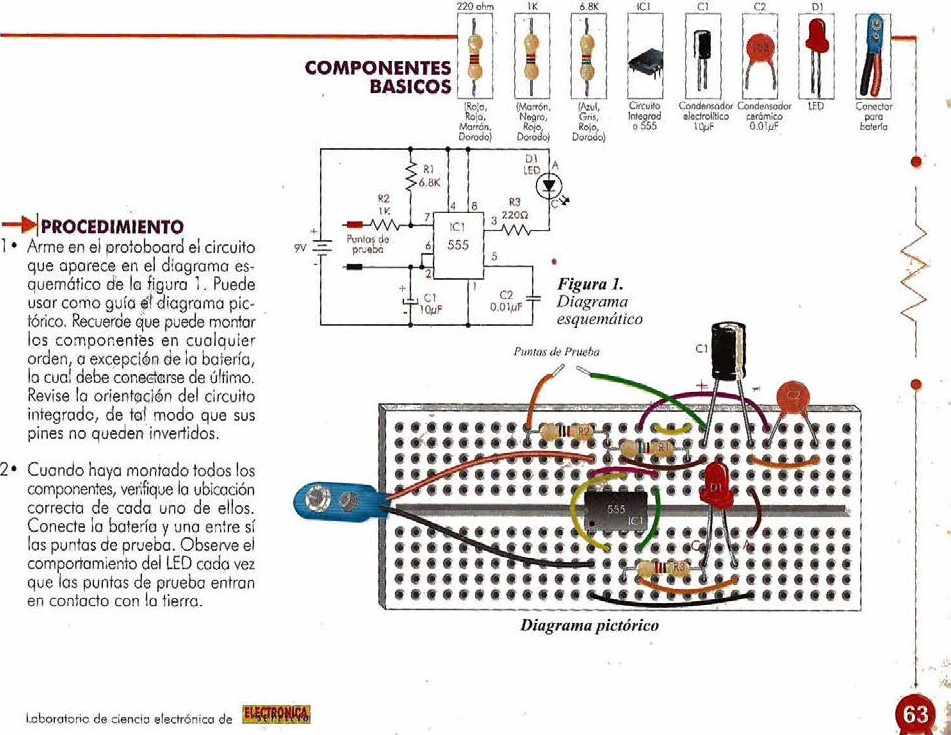 220 ohm 1K 6.8K IC1 C1 C2 D1
COMPONENTES
BASICOS
(Rojo,
Rojo,
Marrón,
Dorado)
(Marrón,
Negro,
Rojo,
Dorado)
(Azul,
Gris,
Rojo,
Dorado)
Circuito
Integrad
o 555
Condensador
electrolítico
10µF
Condensador
cerámico
0.01µF
LED
Conector
para
batería
PROCEDIMIENTO
1• Arme en el protoboard el circuito
que aparece en el diagrama es-
quemático de la figura 1. Puede
usar como guía el diagrama pic-
tórico. Recuerde que puede montar
los componentes en cualquier
orden, a excepción de la batería,
la cual debe conectarse de último.
Revise la orientación del circuito
integrado, de tal modo que sus
pines no queden invertidos.
2• Cuando haya montado todos los
componentes, verifique la ubicación
correcta de cada uno de ellos.
Conecte la batería y una entre sí
las puntas de prueba. Observe el
comportamiento del LED cada vez
que las puntas de prueba entran
en contacto con la tierra.
R1
6.8K
D1
LED
A
C
R2
1K
7
4
8
3
R3
220Ω
IC1
555
Puntas de
prueba
+
9V
-
6
2
5
1
+
C1
10µF
-
C2
0.01µF
Figura 1.
Diagrama
esquemático
Puntas de Prueba
C1
+
-
R2
R1
D1
555
IC1
C
A
R3
Diagrama pictórico
Laboratorio de ciencia electrónica de ELECTRONICA
servicio
63